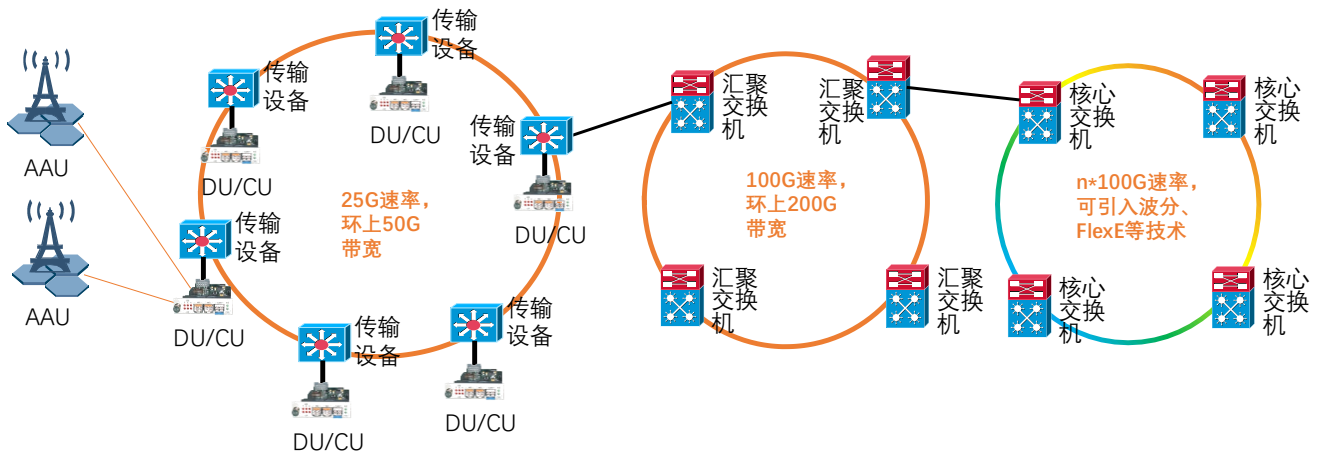 传输
设备
传输
设备
DU/CU
AAU
DU/CU
传输
设备
DU/CU
传输
设备
DU/CU
AAU
传输
设备
DU/CU
传输
设备
DU/CU
25G速率，
环上50G
带宽
汇聚
交换
机
汇聚
交换
机
100G速率，
环上200G
带宽
汇聚
交换
机
汇聚
交换
机
核心
交换
机
核心
交换
机
n*100G速率，
可引入波分、
FlexE等技术
核心
交换
机
核心
交换
机